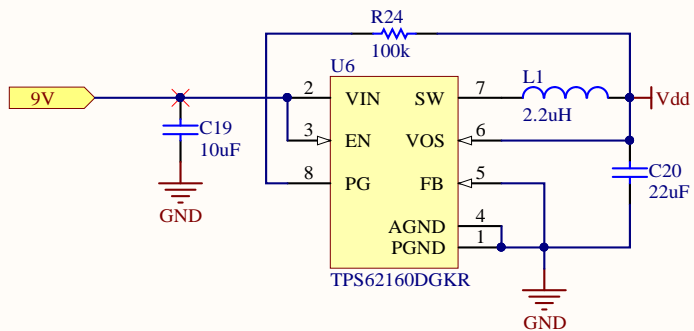 R24
100k
U6
L1
9V
2
VIN
SW
7
Vdd
C19
10uF
3
EN
2.2uH
VOS
6
8
PG
FB
5
C20
22uF
GND
AGND
4
PGND
1
TPS62160DGKR
GND